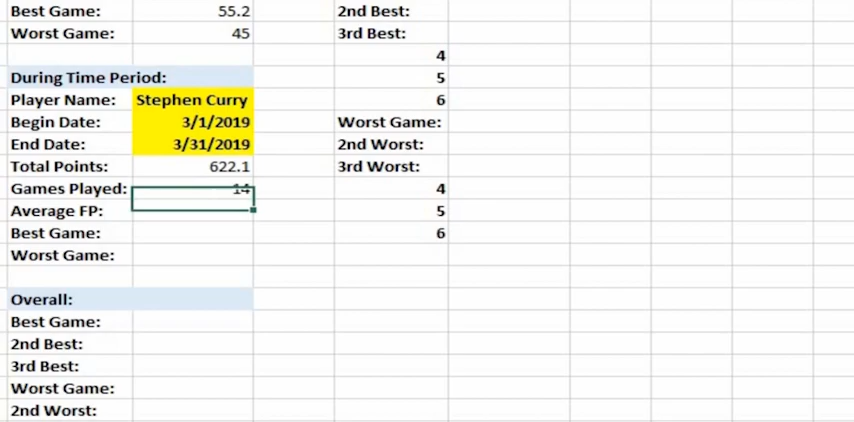 Best Game: 55.2 2nd Best:
Worst Game: 45 3rd Best:
4
During Time Period: 5
Player Name: Stephen Curry 6
Begin Date: 3/1/2019 Worst Game:
End Date: 3/31/2019 2nd Worst:
Total Points: 622.1 3rd Worst:
Games Played: 14 4
Average FP: 5
Best Game: 6
Worst Game:
Overall:
Best Game:
2nd Best:
3rd Best:
Worst Game:
2nd Worst: